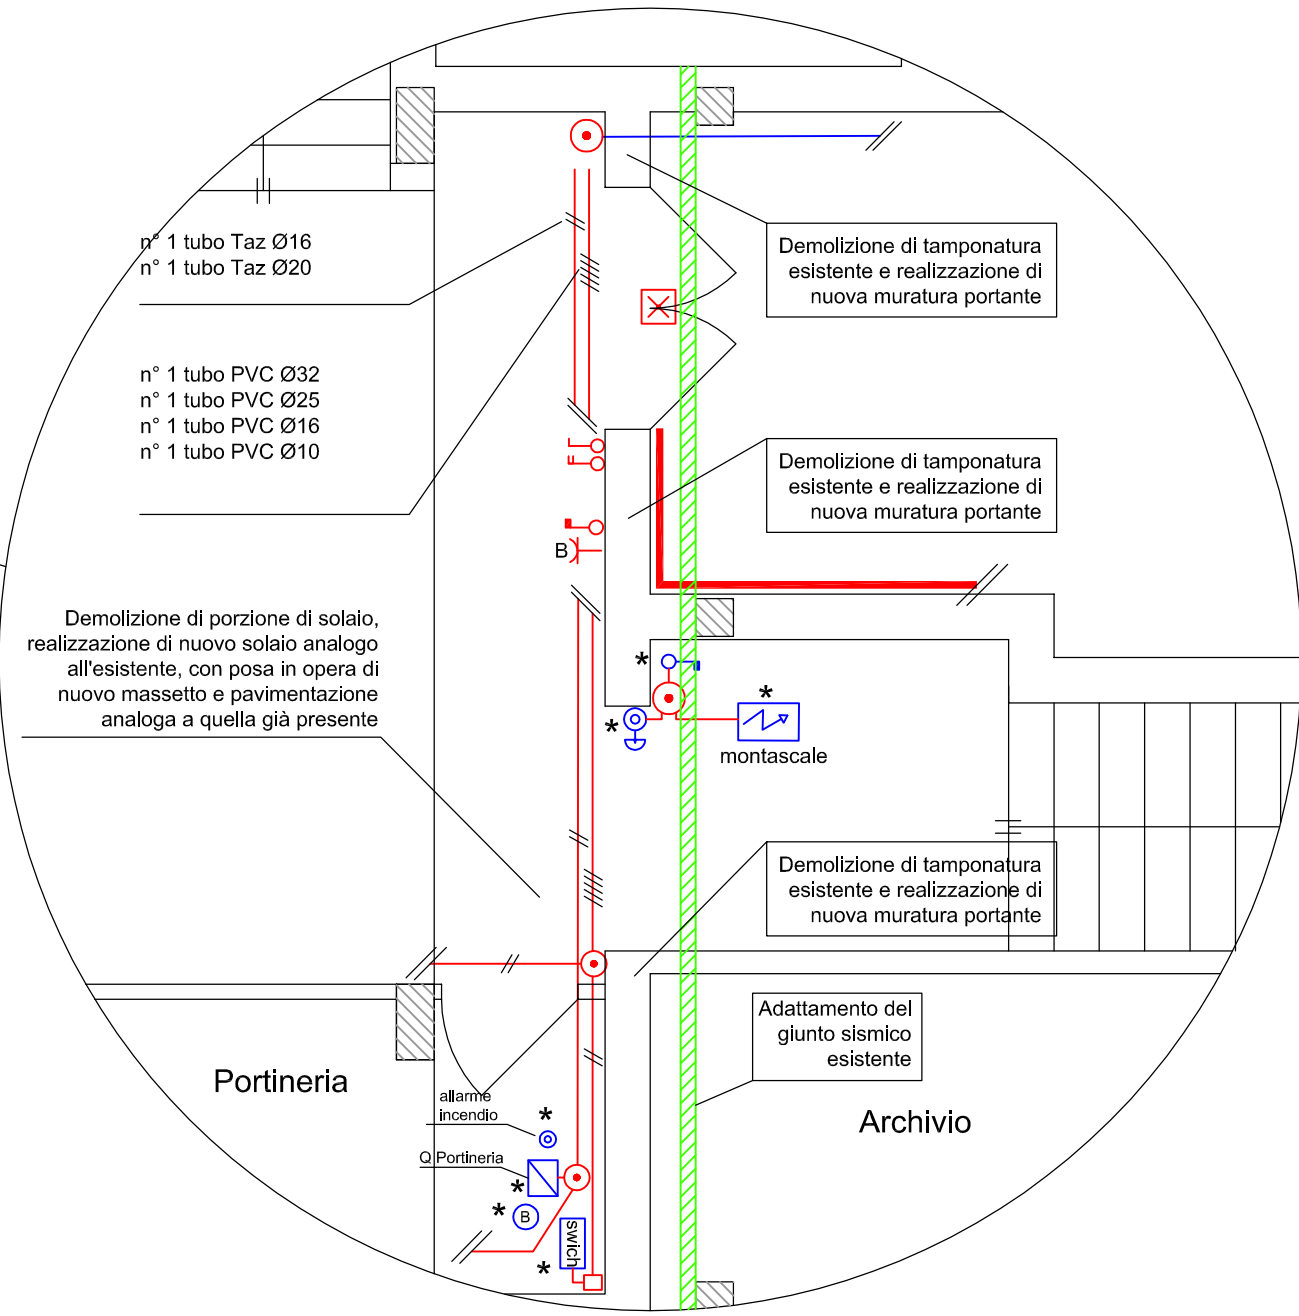 n° 1 tubo Taz Ø16
n° 1 tubo Taz Ø20
Demolizione di tamponatura
esistente e realizzazione di
nuova muratura portante
n° 1 tubo PVC Ø32
n° 1 tubo PVC Ø25
n° 1 tubo PVC Ø16
n° 1 tubo PVC Ø10
Demolizione di tamponatura
esistente e realizzazione di
nuova muratura portante
B
Demolizione di porzione di solaio,
realizzazione di nuovo solaio analogo
all'esistente, con posa in opera di
nuovo massetto e pavimentazione
analoga a quella già presente
*
*
*
montascale
Demolizione di tamponatura
esistente e realizzazione di
nuova muratura portante
Adattamento del
giunto sismico
esistente
Portineria
Archivio
allarme
incendio
*
Q Portineria
*
*
B
swich
*